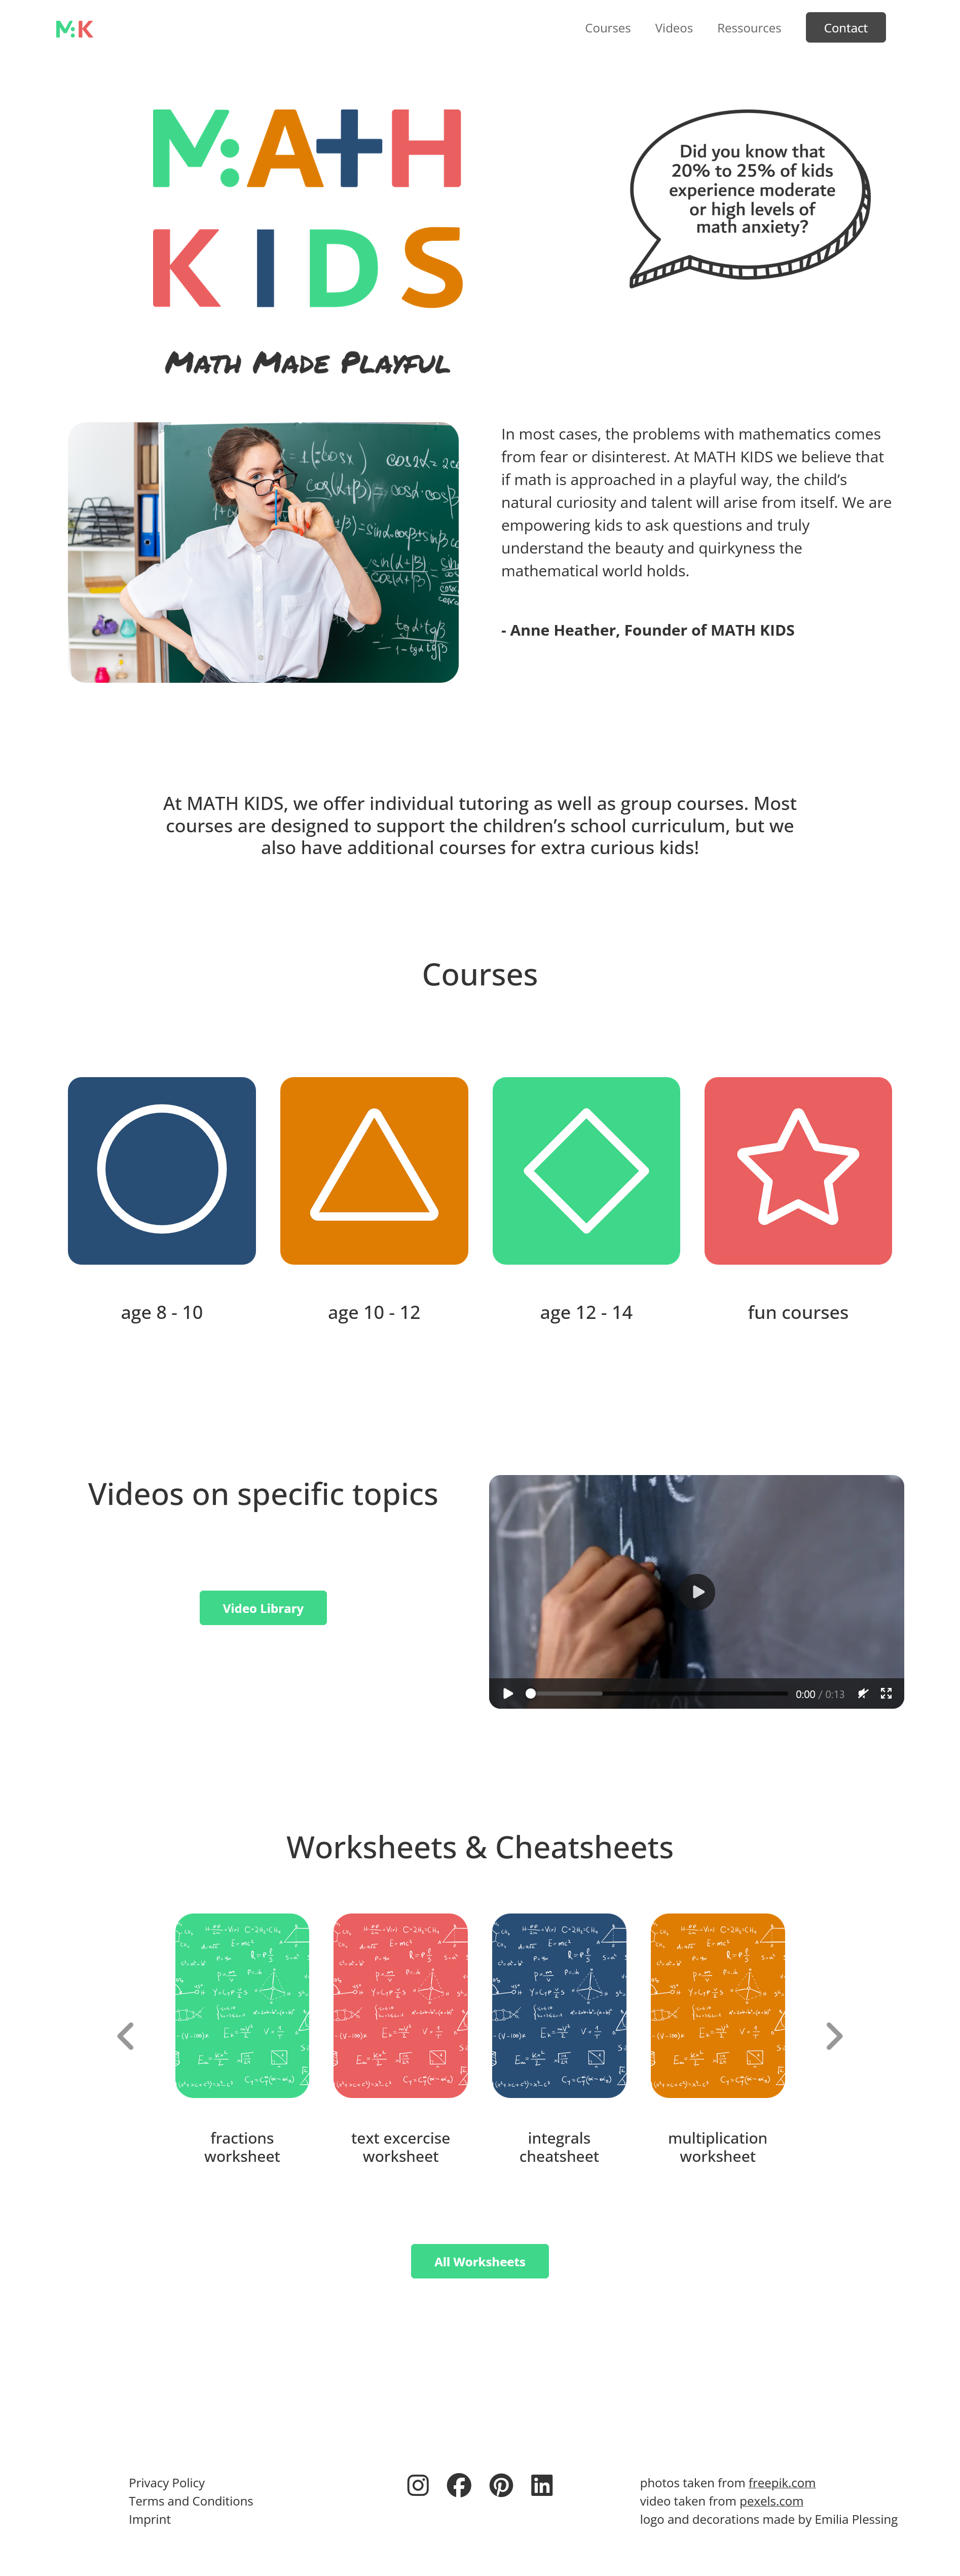 M:K
Courses Videos Ressources Contact
M:ATH
KIDS
Math Made Playful
Did you know that
20% to 25% of kids
experience moderate
or high levels of
math anxiety?
In most cases, the problems with mathematics comes
from fear or disinterest. At MATH KIDS we believe that
if math is approached in a playful way, the child’s
natural curiosity and talent will arise from itself. We are
empowering kids to ask questions and truly
understand the beauty and quirkyness the
mathematical world holds.
- Anne Heather, Founder of MATH KIDS
At MATH KIDS, we offer individual tutoring as well as group courses. Most
courses are designed to support the children’s school curriculum, but we
also have additional courses for extra curious kids!
Courses
age 8 - 10
age 10 - 12
age 12 - 14
fun courses
Videos on specific topics
Video Library
0:00 / 0:13
Worksheets & Cheatsheets
fractions
worksheet
text excercise
worksheet
integrals
cheatsheet
multiplication
worksheet
All Worksheets
Privacy Policy
Terms and Conditions
Imprint
photos taken from freepik.com
video taken from pexels.com
logo and decorations made by Emilia Plessing